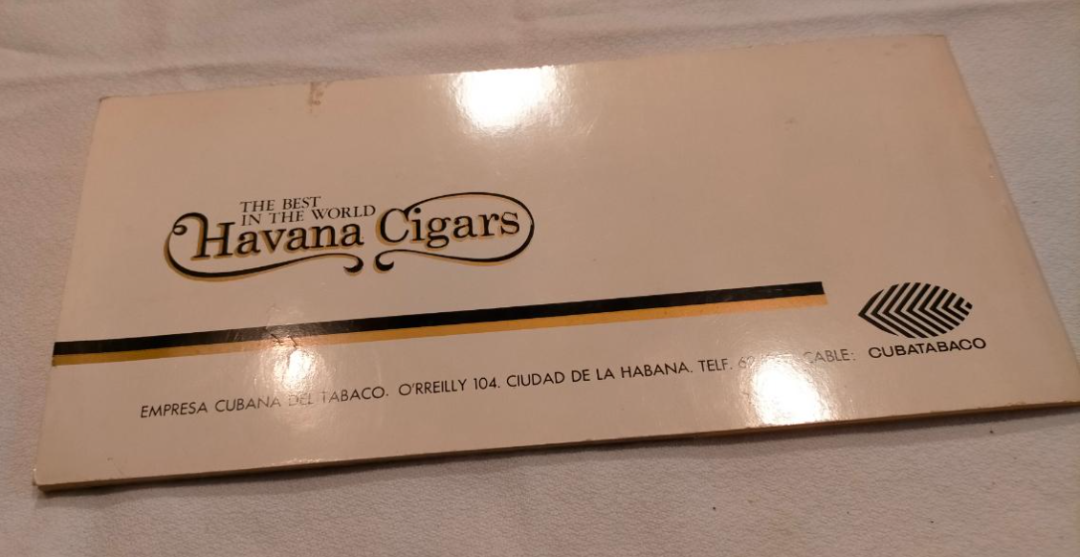 THE BEST
IN THE WORLD
Havana Cigars
EMPRESA CUBANA DEL TABACO. O'RREILLY 104. CIUDAD DE LA HABANA. TELF. CABLE: CUBATABACO